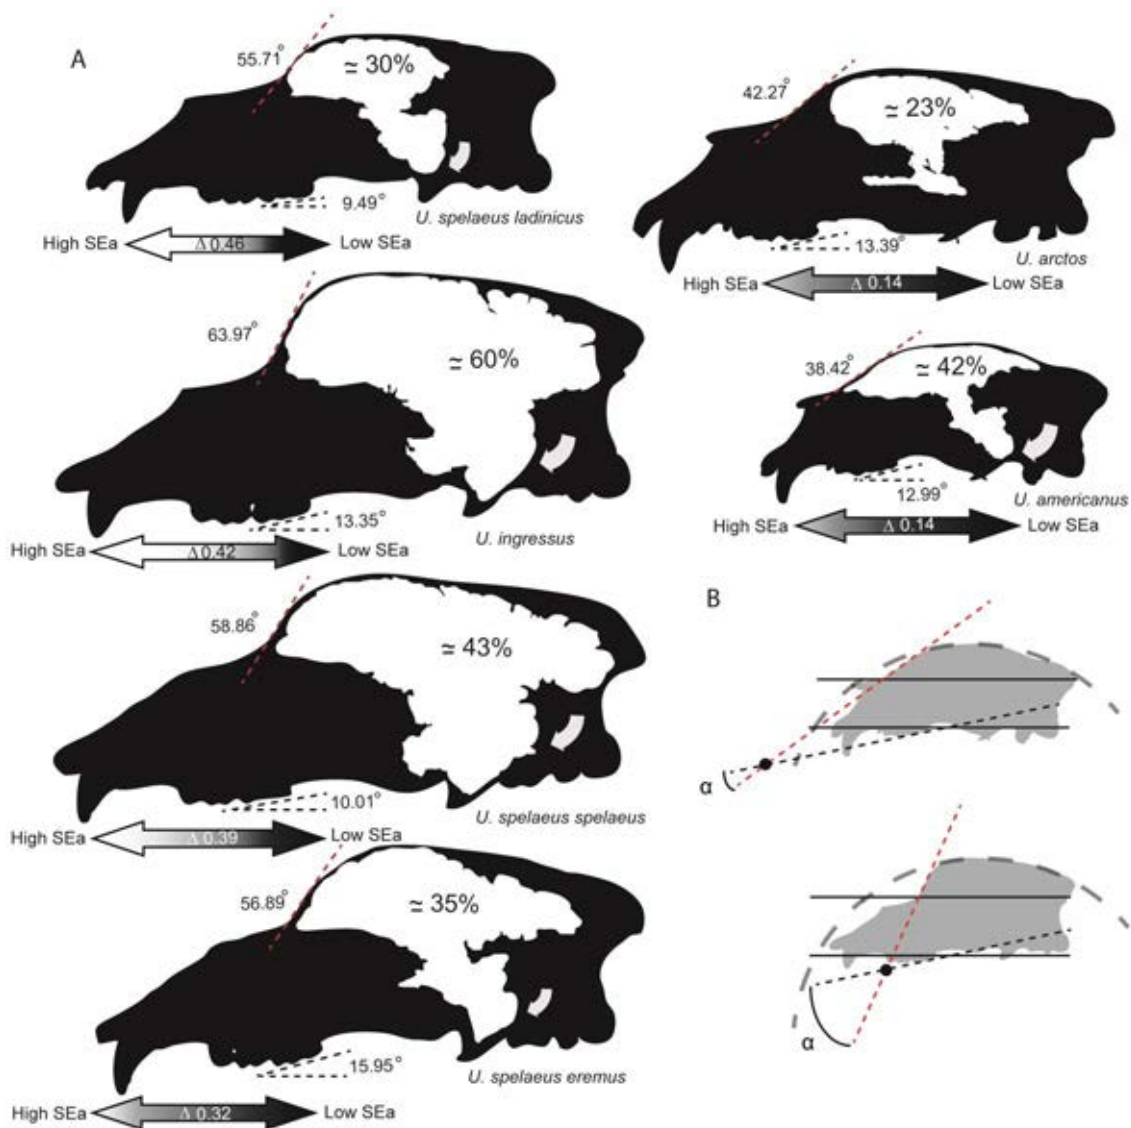 A
55.71°
≃ 30%
9.49°
U. spelaeus ladinicus
High SEa Δ 0.46 Low SEa
63.97°
≃ 60%
13.35°
U. ingressus
High SEa Δ 0.42 Low SEa
58.86°
≃ 43%
10.01°
U. spelaeus spelaeus
High SEa Δ 0.39 Low SEa
56.89°
≃ 35%
15.95°
U. spelaeus eremus
High SEa Δ 0.32 Low SEa
42.27°
≃ 23%
13.39°
U. arctos
High SEa Δ 0.14 Low SEa
38.42°
≃ 42%
12.99°
U. americanus
High SEa Δ 0.14 Low SEa
B
α
α